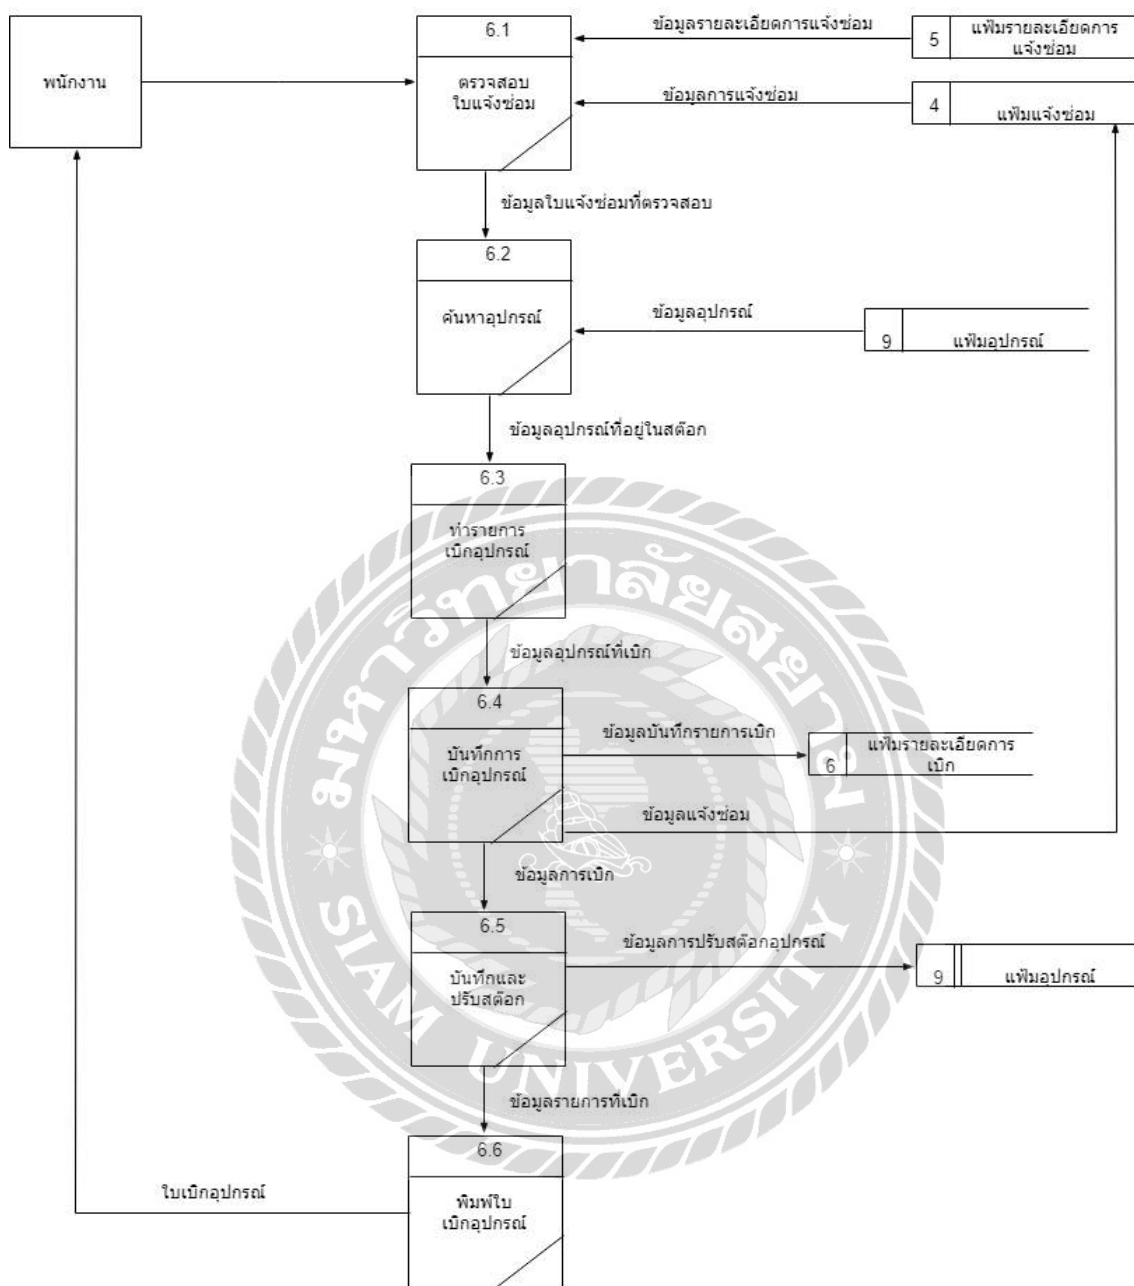 6.1
ข้อมูลรายละเอียดการแจ้งซ่อม
5
แฟ้มรายละเอียดการ
แจ้งซ่อม
พนักงาน
ตรวจสอบ
ใบแจ้งซ่อม
ข้อมูลการแจ้งซ่อม
4
แฟ้มแจ้งซ่อม
ข้อมูลใบแจ้งซ่อมที่ตรวจสอบ
6.2
ค้นหาอุปกรณ์
ข้อมูลอุปกรณ์
9
แฟ้มอุปกรณ์
ข้อมูลอุปกรณ์ที่อยู่ในสต๊อก
6.3
ทำรายการ
เบิกอุปกรณ์
ข้อมูลอุปกรณ์ที่เบิก
6.4
บันทึกการ
เบิกอุปกรณ์
ข้อมูลบันทึกรายการเบิก
6
แฟ้มรายละเอียดการ
เบิก
ข้อมูลแจ้งซ่อม
ข้อมูลการเบิก
6.5
บันทึกและ
ปรับสต๊อก
ข้อมูลการปรับสต๊อกอุปกรณ์
9
แฟ้มอุปกรณ์
ข้อมูลรายการที่เบิก
6.6
พิมพ์ใบ
เบิกอุปกรณ์
ใบเบิกอุปกรณ์
มหาวิทยาลัยสยาม
SIAM UNIVERSITY